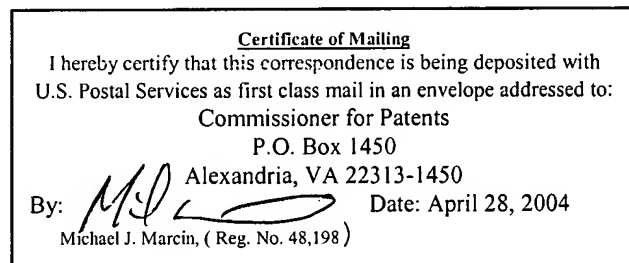 Certificate of Mailing
I hereby certify that this correspondence is being deposited with
U.S. Postal Services as first class mail in an envelope addressed to:
Commissioner for Patents
P.O. Box 1450
Alexandria, VA 22313-1450
By: Date: April 28, 2004
Michael J. Marcin, ( Reg. No. 48,198 )